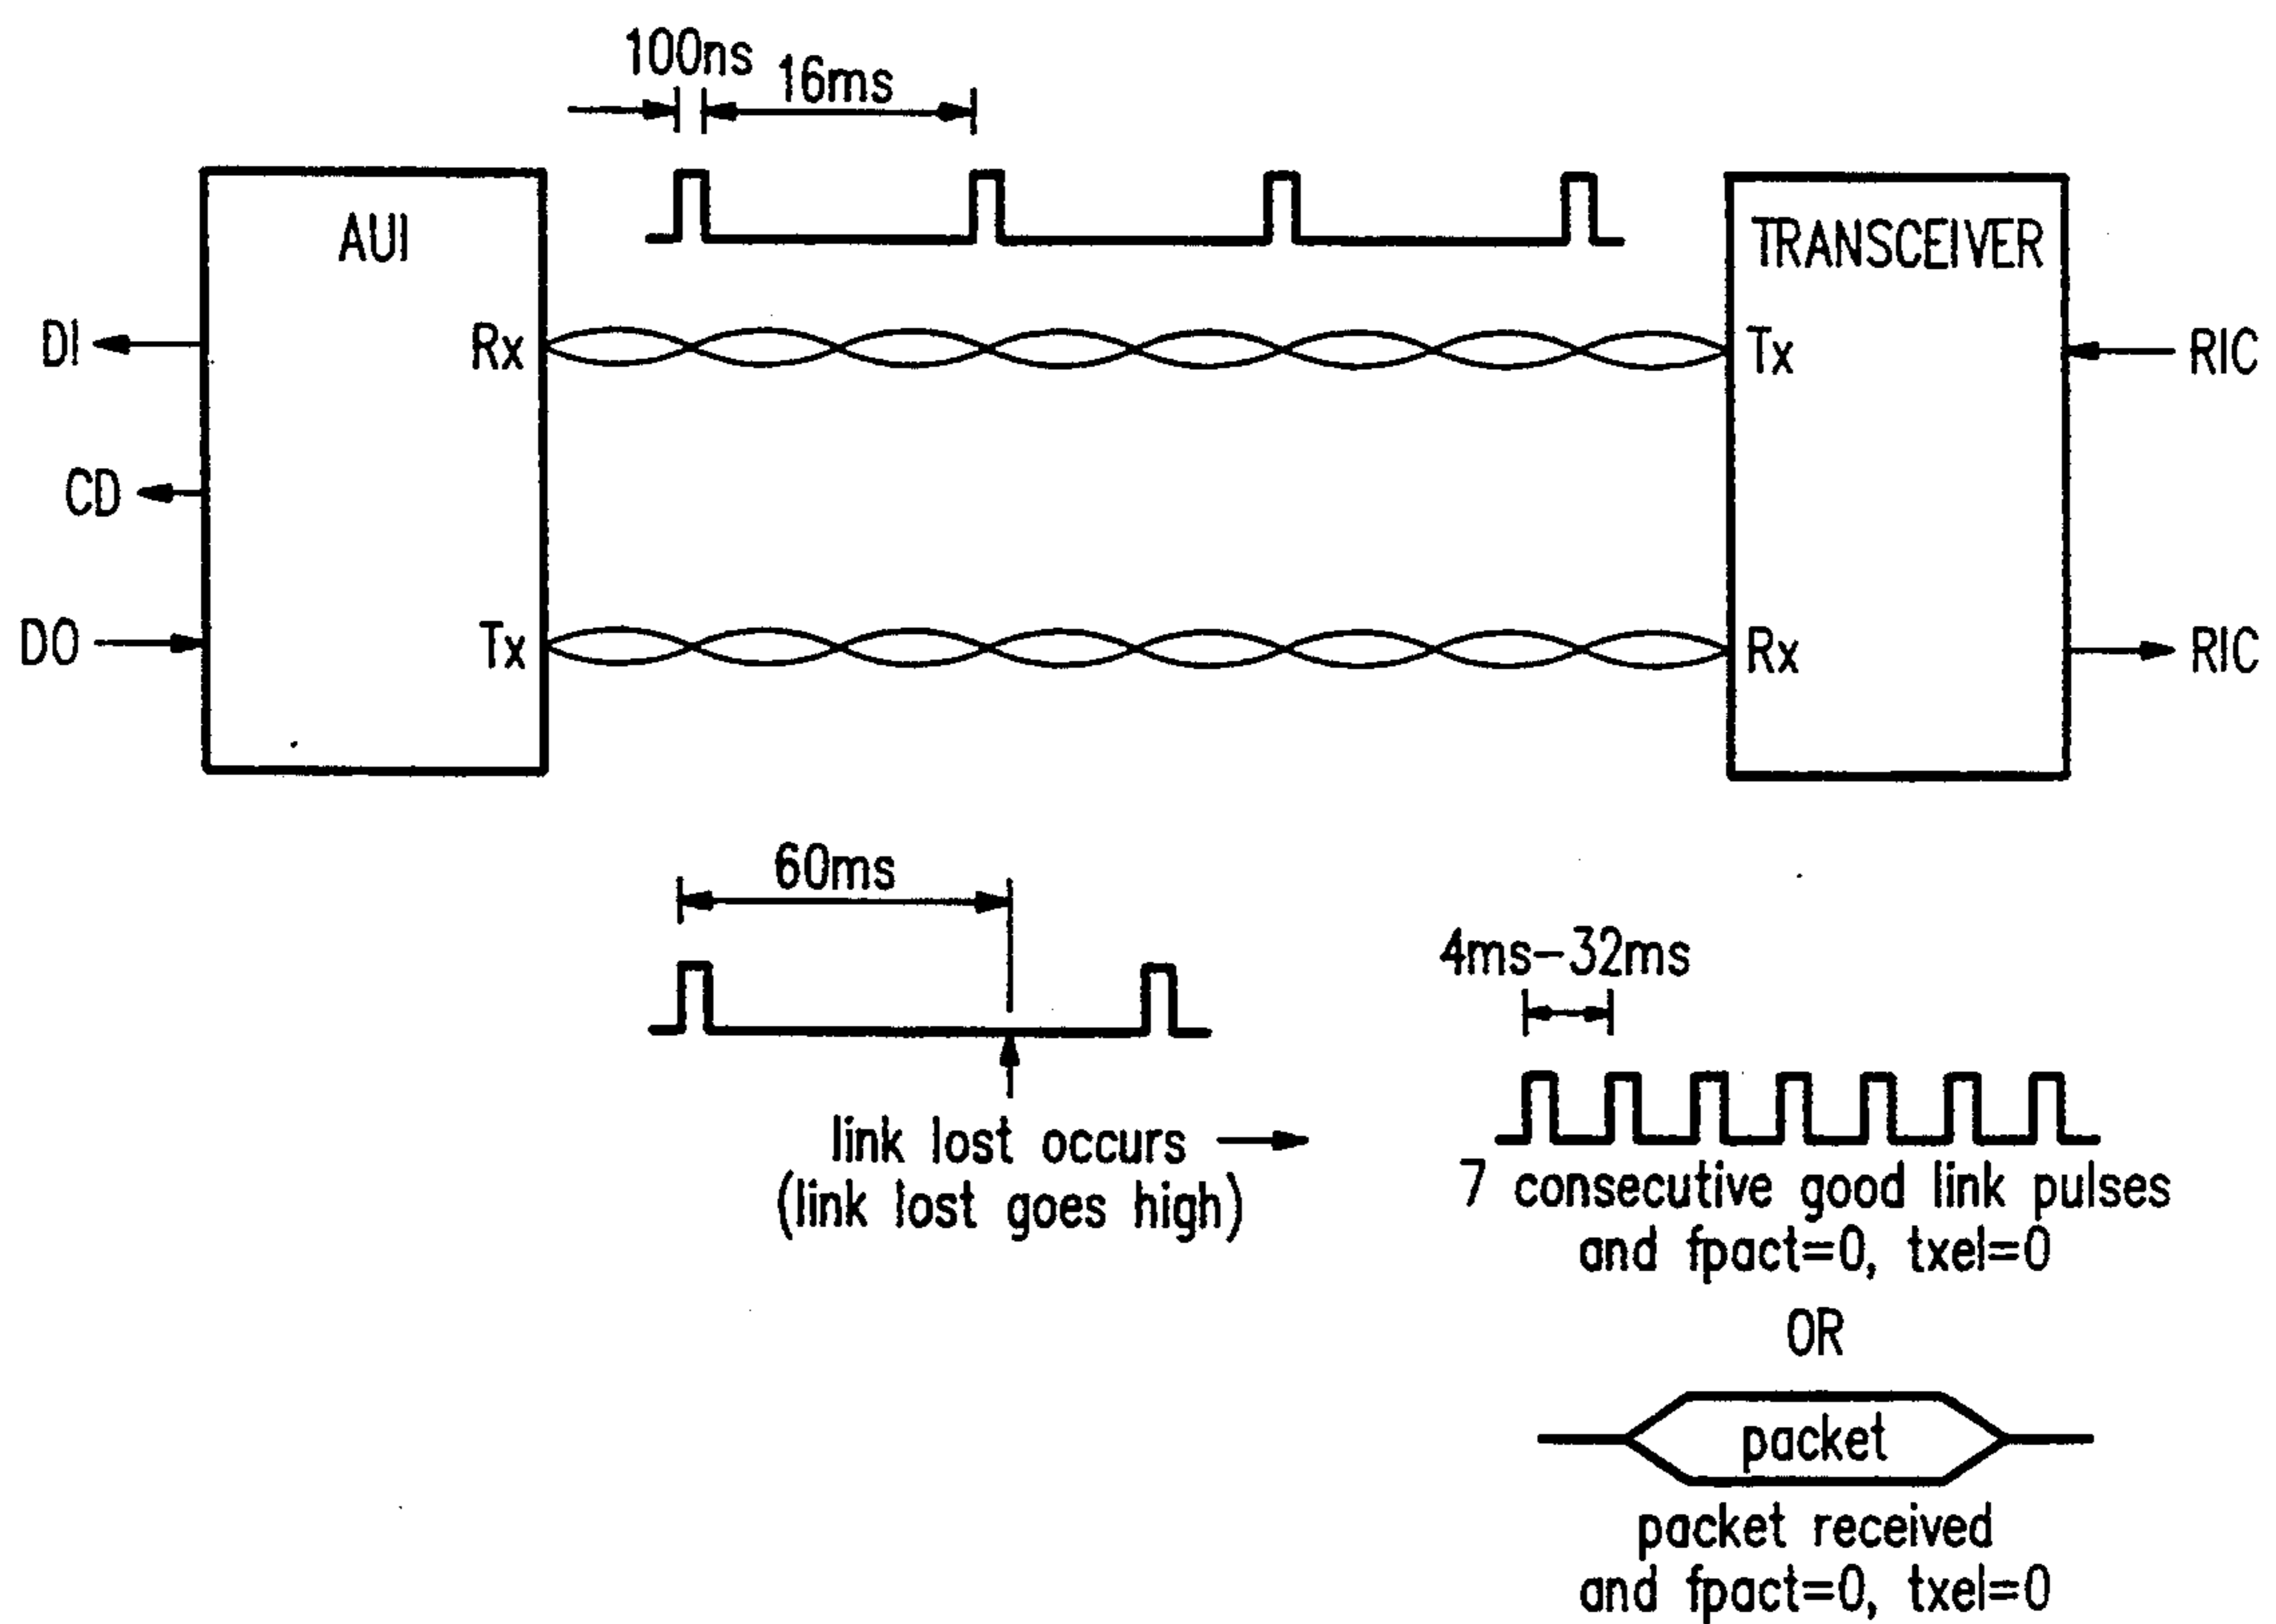 100ns
16ms
AUI
TRANSCEIVER
DI
Rx
Tx
RIC
CD
DO
Tx
Rx
RIC
60ms
4ms-32ms
link lost occurs
(link lost goes high)
7 consecutive good link pulses
and fpact=0, txel=0
OR
packet
packet received
and fpact=0, txel=0